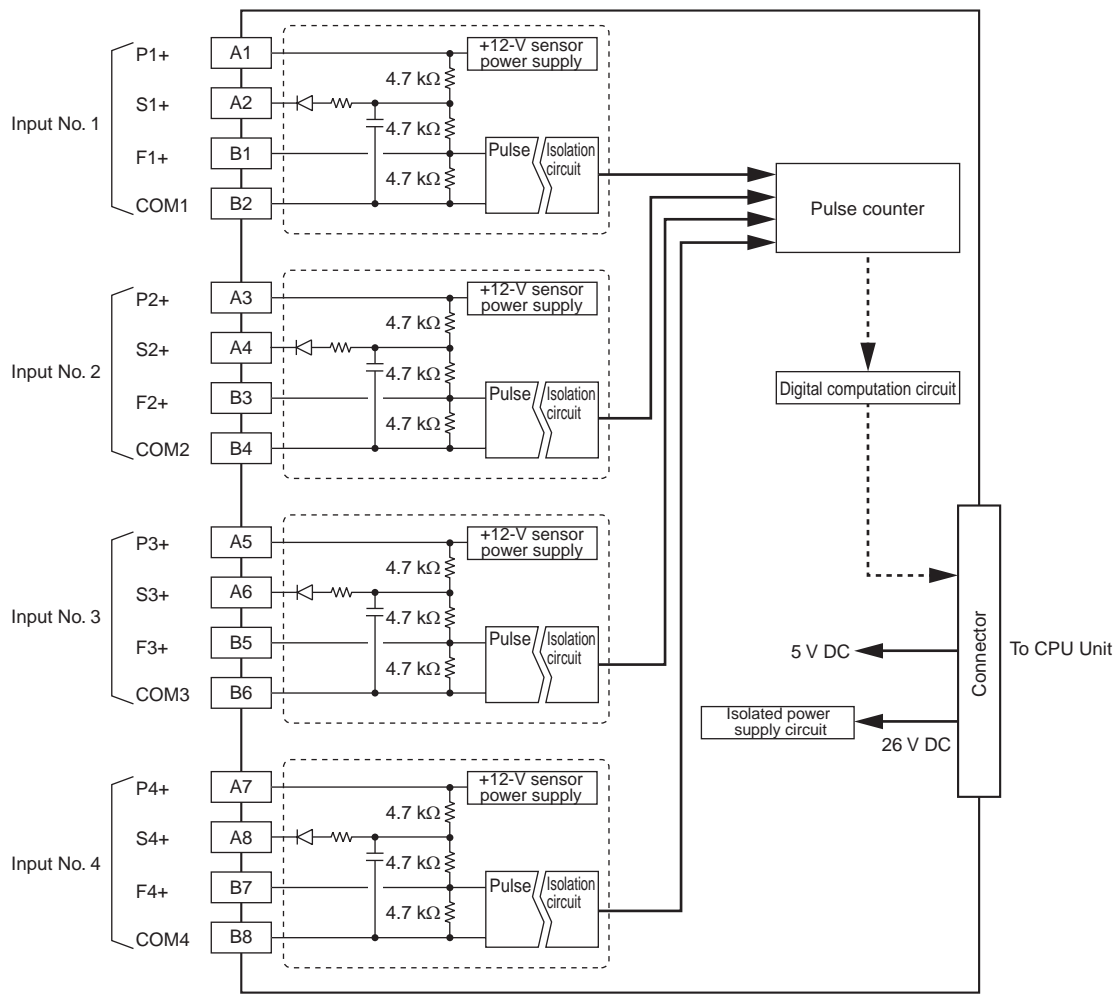 Input No. 1
P1+
S1+
F1+
COM1
A1
A2
B1
B2
+12-V sensor
power supply
4.7 kΩ
4.7 kΩ
4.7 kΩ
Pulse
Isolation
circuit
Input No. 2
P2+
S2+
F2+
COM2
A3
A4
B3
B4
+12-V sensor
power supply
4.7 kΩ
4.7 kΩ
4.7 kΩ
Pulse
Isolation
circuit
Input No. 3
P3+
S3+
F3+
COM3
A5
A6
B5
B6
+12-V sensor
power supply
4.7 kΩ
4.7 kΩ
4.7 kΩ
Pulse
Isolation
circuit
Input No. 4
P4+
S4+
F4+
COM4
A7
A8
B7
B8
+12-V sensor
power supply
4.7 kΩ
4.7 kΩ
4.7 kΩ
Pulse
Isolation
circuit
Pulse counter
Digital computation circuit
5 V DC
Isolated power
supply circuit
26 V DC
Connector
To CPU Unit